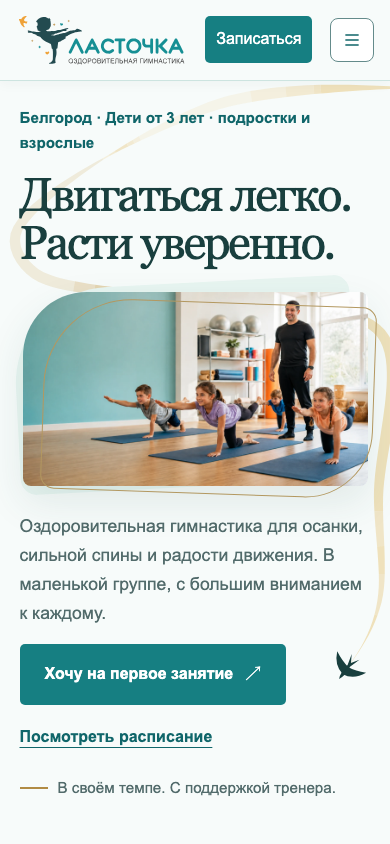 ЛАСТОЧКА
ОЗДОРОВИТЕЛЬНАЯ ГИМНАСТИКА
Записаться
Белгород · Дети от 3 лет · подростки и
взрослые
Двигаться легко.
Расти уверенно.
Оздоровительная гимнастика для осанки,
сильной спины и радости движения. В
маленькой группе, с большим вниманием
к каждому.
Хочу на первое занятие ↗
Посмотреть расписание
В своём темпе. С поддержкой тренера.